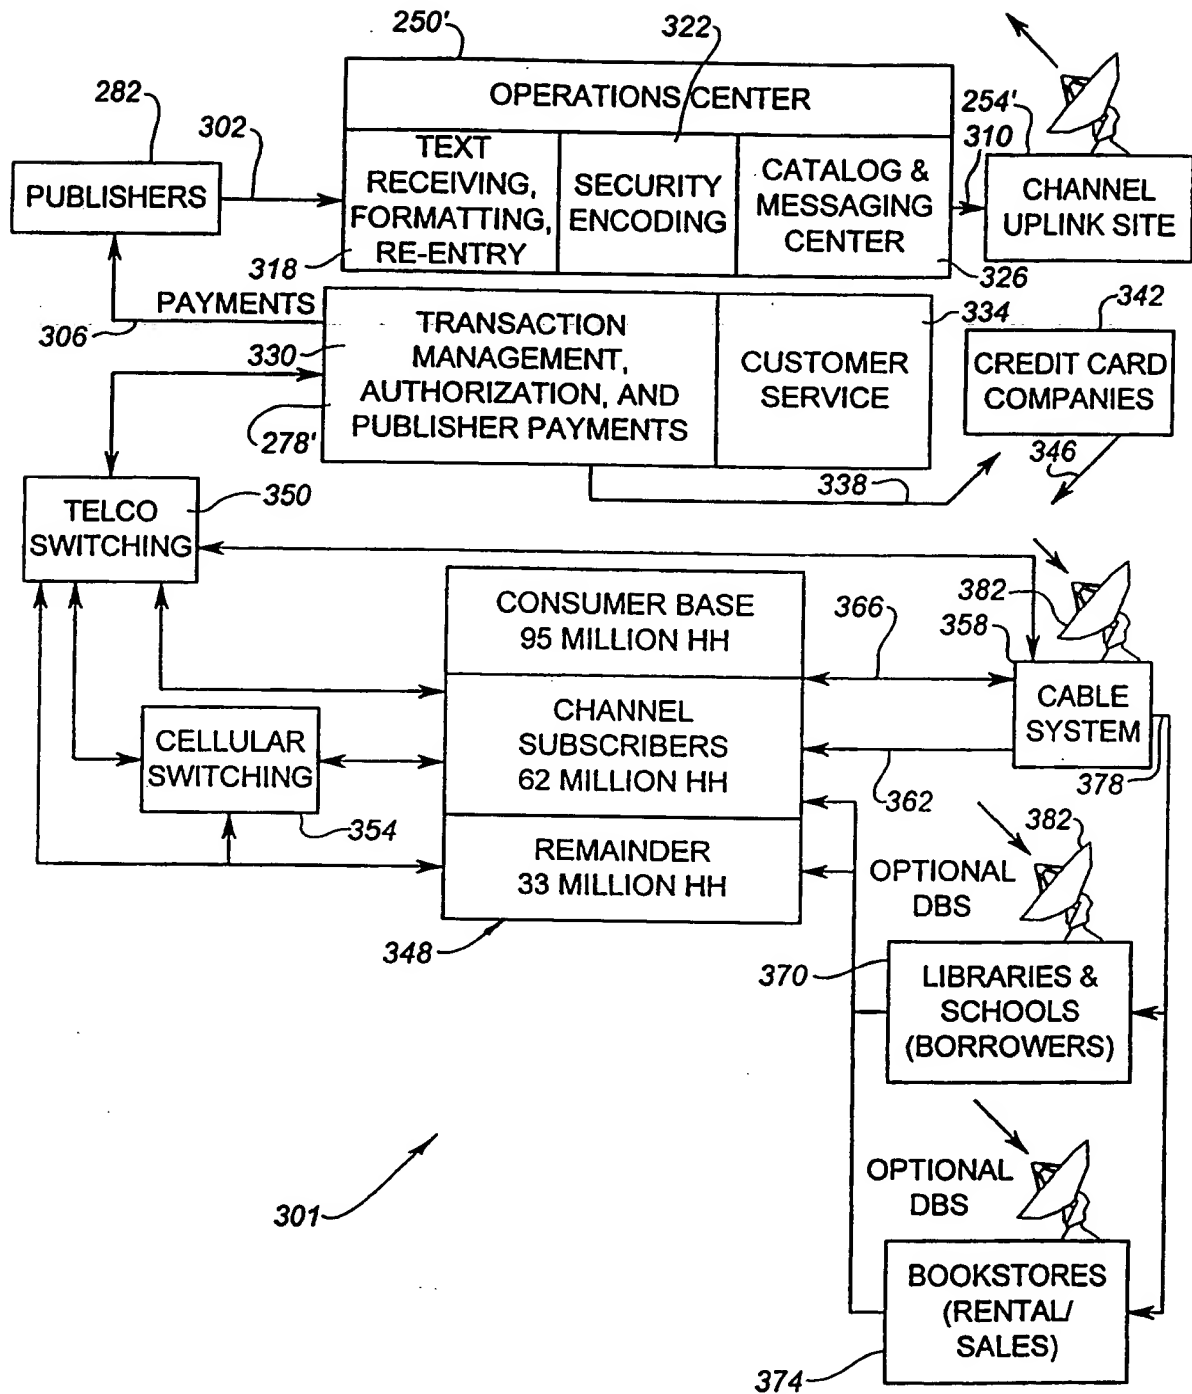 250'
322
282
302
OPERATIONS CENTER
254'
310
PUBLISHERS
TEXT
RECEIVING,
FORMATTING,
RE-ENTRY
318
SECURITY
ENCODING
CATALOG &
MESSAGING
CENTER
326
CHANNEL
UPLINK SITE
PAYMENTS
306
330
TRANSACTION
MANAGEMENT,
AUTHORIZATION, AND
PUBLISHER PAYMENTS
278'
334
CUSTOMER
SERVICE
342
CREDIT CARD
COMPANIES
346
338
350
TELCO
SWITCHING
CONSUMER BASE
95 MILLION HH
366
382
358
CABLE
SYSTEM
CHANNEL
SUBSCRIBERS
62 MILLION HH
CELLULAR
SWITCHING
354
362
378
382
REMAINDER
33 MILLION HH
348
OPTIONAL
DBS
370
LIBRARIES &
SCHOOLS
(BORROWERS)
301
OPTIONAL
DBS
BOOKSTORES
(RENTAL/
SALES)
374